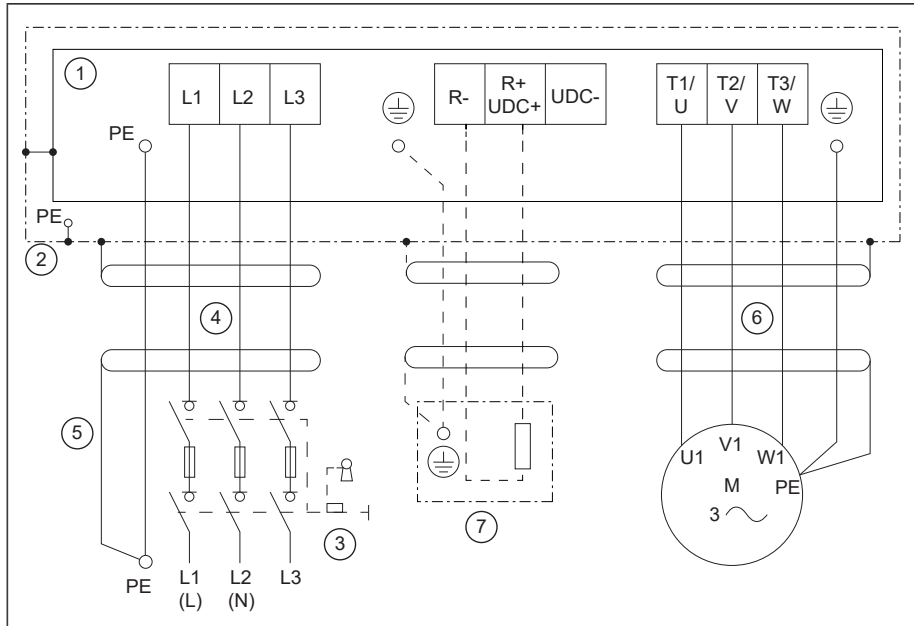 1
L1 L2 L3
R- R+ UDC+ UDC-
T1/ U T2/ V T3/ W
PE
PE
2
4
6
5
U1 V1 W1
M PE
3
3
7
PE
L1 (L) L2 (N) L3